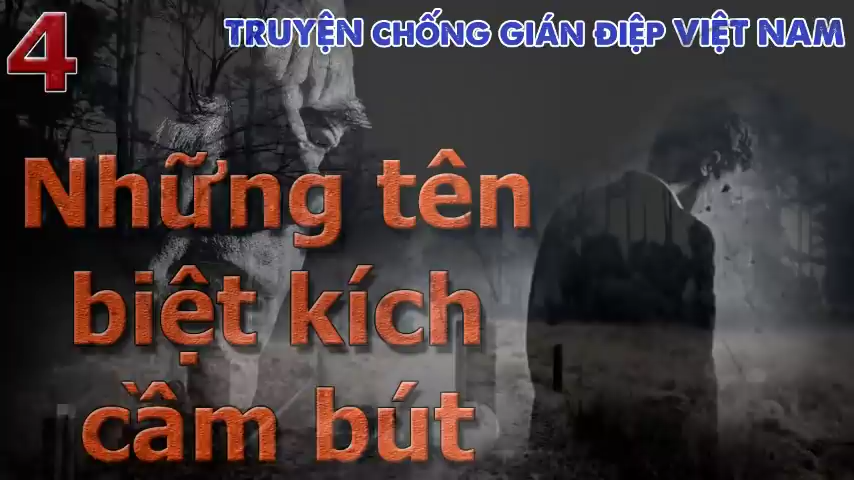 4
TRUYỆN CHỐNG GIÁN ĐIỆP VIỆT NAM
Những tên
biệt kích
cầm bút